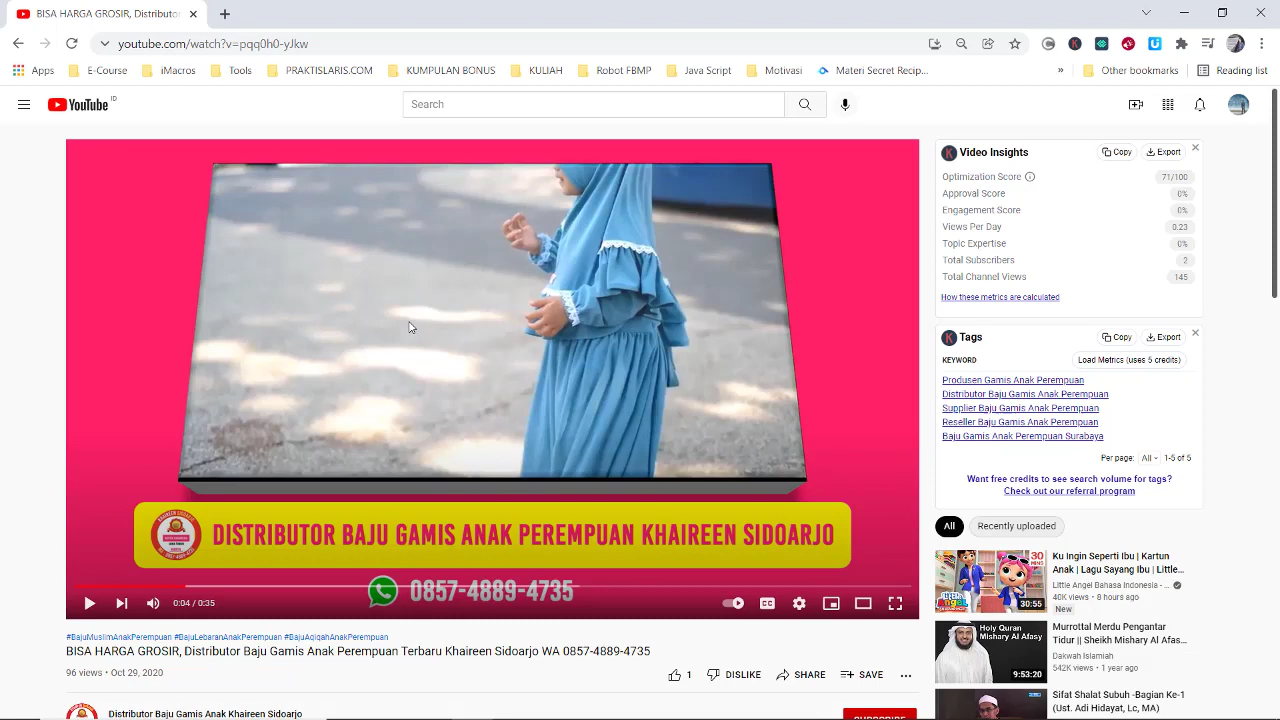 BISA HARGA GROSIR, Distributor
youtube.com/watch?v=pqq0h0-yJkw
Apps
E-Course
iMacros
Tools
PRAKTISLARIS.COM
KUMPULAN BONUS
KULIAH
Robot FBMP
Java Script
Motivasi
Materi Secret Recip...
»
Other bookmarks
Reading list
YouTube ID
Search
Video Insights
Copy
Export
Optimization Score 71/100
Approval Score 0%
Engagement Score 0%
Views Per Day 0.23
Topic Expertise 0%
Total Subscribers 2
Total Channel Views 145
How these metrics are calculated
Tags
Copy
Export
KEYWORD
Load Metrics (uses 5 credits)
Produsen Gamis Anak Perempuan
Distributor Baju Gamis Anak Perempuan
Supplier Baju Gamis Anak Perempuan
Reseller Baju Gamis Anak Perempuan
Baju Gamis Anak Perempuan Surabaya
Per page: All 1-5 of 5
Want free credits to see search volume for tags?
Check out our referral program
DISTRIBUTOR BAJU GAMIS ANAK PEREMPUAN KHAIREEN SIDOARJO
0857-4889-4735
0:04 / 0:35
CC
#BajuMuslimAnakPerempuan #BajuLebaranAnakPerempuan #BajuAqiqahAnakPerempuan
BISA HARGA GROSIR, Distributor Baju Gamis Anak Perempuan Terbaru Khaireen Sidoarjo WA 0857-4889-4735
96 views • Oct 29, 2020
1
DISLIKE
SHARE
SAVE
Distributor Baju Gamis Anak Khaireen Sidoarjo
SUBSCRIBE
All
Recently uploaded
30
MINS
30:55
Ku Ingin Seperti Ibu | Kartun
Anak | Lagu Sayang Ibu | Little...
Little Angel Bahasa Indonesia - ...
40K views • 8 hours ago
New
Holy Quran
Mishary Al Afasy
9:53:20
Murrottal Merdu Pengantar
Tidur || Sheikh Mishary Al Afas...
Dakwah Islamiah
542K views • 1 year ago
Sifat Shalat Subuh -Bagian Ke-1
(Ust. Adi Hidayat, Lc, MA)